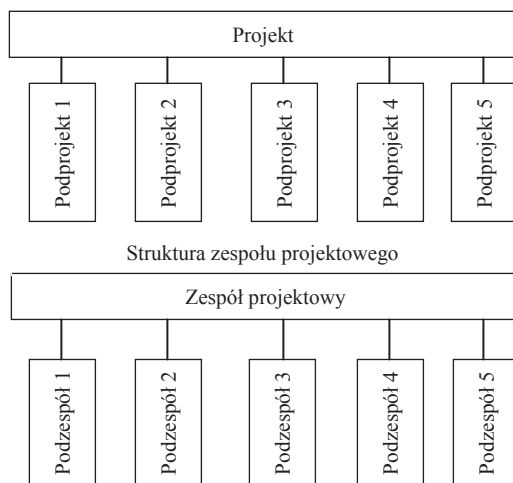 Projekt
Podprojekt 1
Podprojekt 2
Podprojekt 3
Podprojekt 4
Podprojekt 5
Struktura zespołu projektowego
Zespół projektowy
Podzespół 1
Podzespół 2
Podzespół 3
Podzespół 4
Podzespół 5